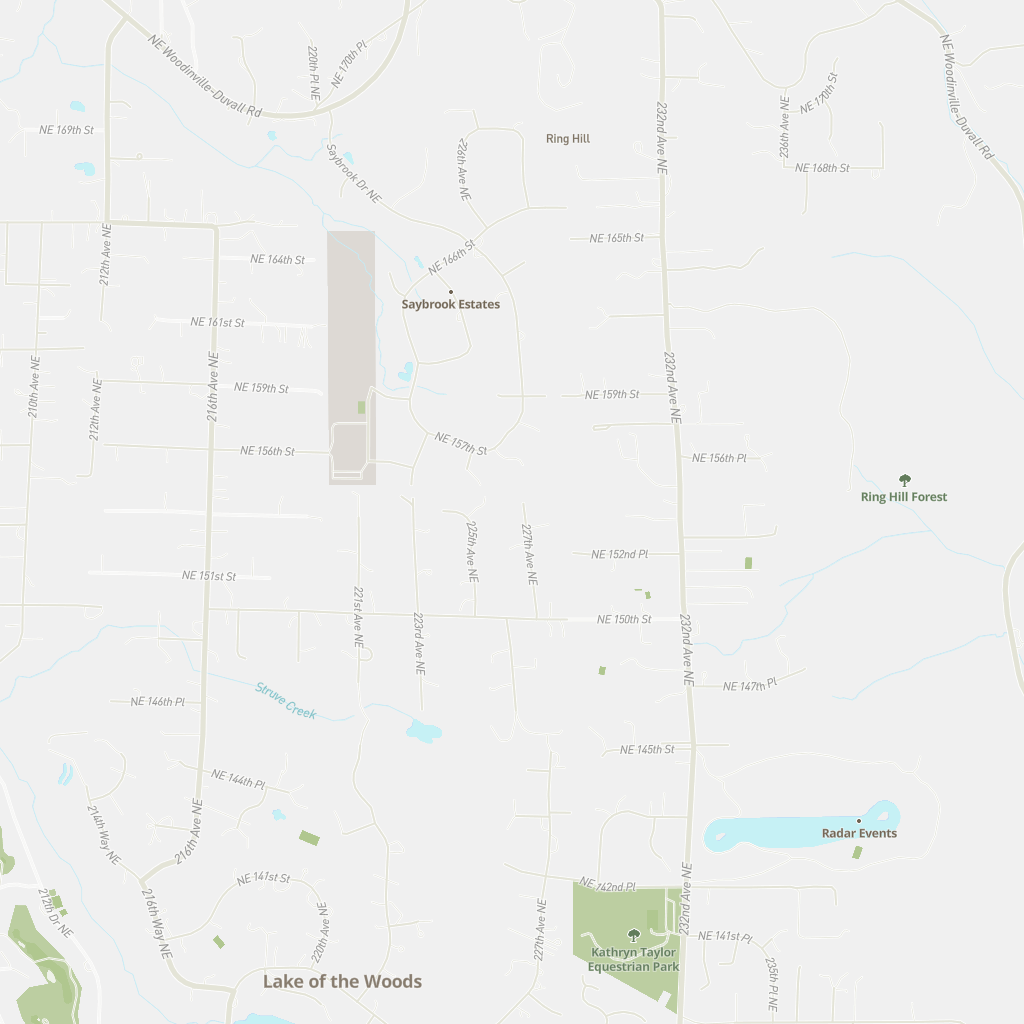 NE Woodinville-Duvall Rd
220th Pl NE
NE 170th Pl
NE Woodinville-Duvall Rd
NE 170th St
236th Ave NE
232nd Ave NE
NE 169th St
Ring Hill
Saybrook Dr NE
226th Ave NE
NE 168th St
212th Ave NE
NE 166th St
NE 165th St
NE 164th St
Saybrook Estates
NE 161st St
210th Ave NE
212th Ave NE
216th Ave NE
NE 159th St
NE 159th St
232nd Ave NE
NE 156th St
NE 157th St
NE 156th Pl
Ring Hill Forest
225th Ave NE
227th Ave NE
NE 152nd Pl
NE 151st St
221st Ave NE
223rd Ave NE
NE 150th St
232nd Ave NE
Struve Creek
NE 146th Pl
NE 147th Pl
NE 145th St
NE 144th Pl
214th Way NE
216th Ave NE
Radar Events
NE 141st St
NE 142nd Pl
232nd Ave NE
212th Dr NE
216th Way NE
220th Ave NE
227th Ave NE
NE 141st Pl
Kathryn Taylor
Equestrian Park
235th Pl NE
Lake of the Woods